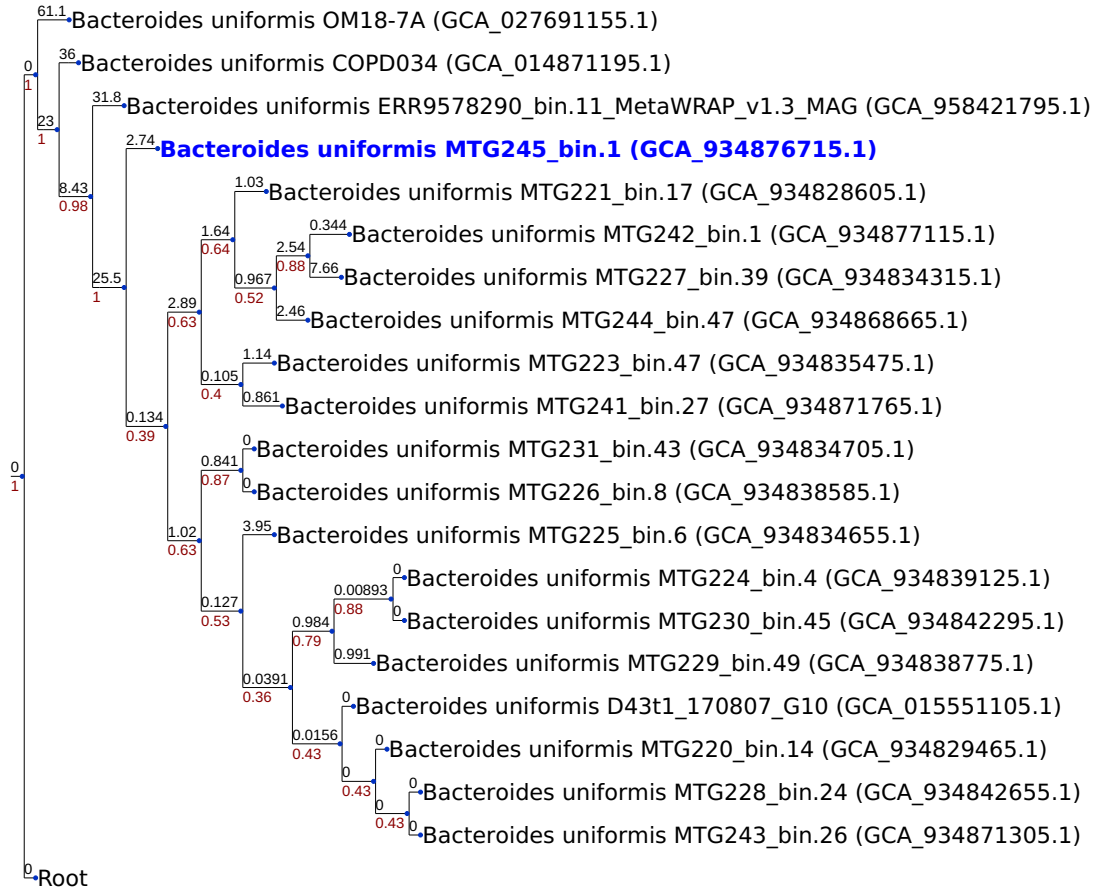 61.1 Bacteroides uniformis OM18-7A (GCA_027691155.1)
0
1
36 Bacteroides uniformis COPD034 (GCA_014871195.1)
23
1
31.8 Bacteroides uniformis ERR9578290_bin.11_MetaWRAP_v1.3_MAG (GCA_958421795.1)
8.43
0.98
2.74 Bacteroides uniformis MTG245_bin.1 (GCA_934876715.1)
25.5
1
1.03 Bacteroides uniformis MTG221_bin.17 (GCA_934828605.1)
1.64
0.64
0.344 Bacteroides uniformis MTG242_bin.1 (GCA_934877115.1)
2.54
0.88
7.66 Bacteroides uniformis MTG227_bin.39 (GCA_934834315.1)
0.967
0.52
2.46 Bacteroides uniformis MTG244_bin.47 (GCA_934868665.1)
2.89
0.63
1.14 Bacteroides uniformis MTG223_bin.47 (GCA_934835475.1)
0.105
0.4
0.861 Bacteroides uniformis MTG241_bin.27 (GCA_934871765.1)
0.134
0.39
0 Bacteroides uniformis MTG231_bin.43 (GCA_934834705.1)
0.841
0.87
0 Bacteroides uniformis MTG226_bin.8 (GCA_934838585.1)
0
1
1.02
0.63
3.95 Bacteroides uniformis MTG225_bin.6 (GCA_934834655.1)
0 Bacteroides uniformis MTG224_bin.4 (GCA_934839125.1)
0.00893
0.88
0.127
0.53
0 Bacteroides uniformis MTG230_bin.45 (GCA_934842295.1)
0.984
0.79
0.991 Bacteroides uniformis MTG229_bin.49 (GCA_934838775.1)
0.0391
0.36
0 Bacteroides uniformis D43t1_170807_G10 (GCA_015551105.1)
0.0156
0.43
0 Bacteroides uniformis MTG220_bin.14 (GCA_934829465.1)
0
0.43
0 Bacteroides uniformis MTG228_bin.24 (GCA_934842655.1)
0
0.43
0 Bacteroides uniformis MTG243_bin.26 (GCA_934871305.1)
0 Root